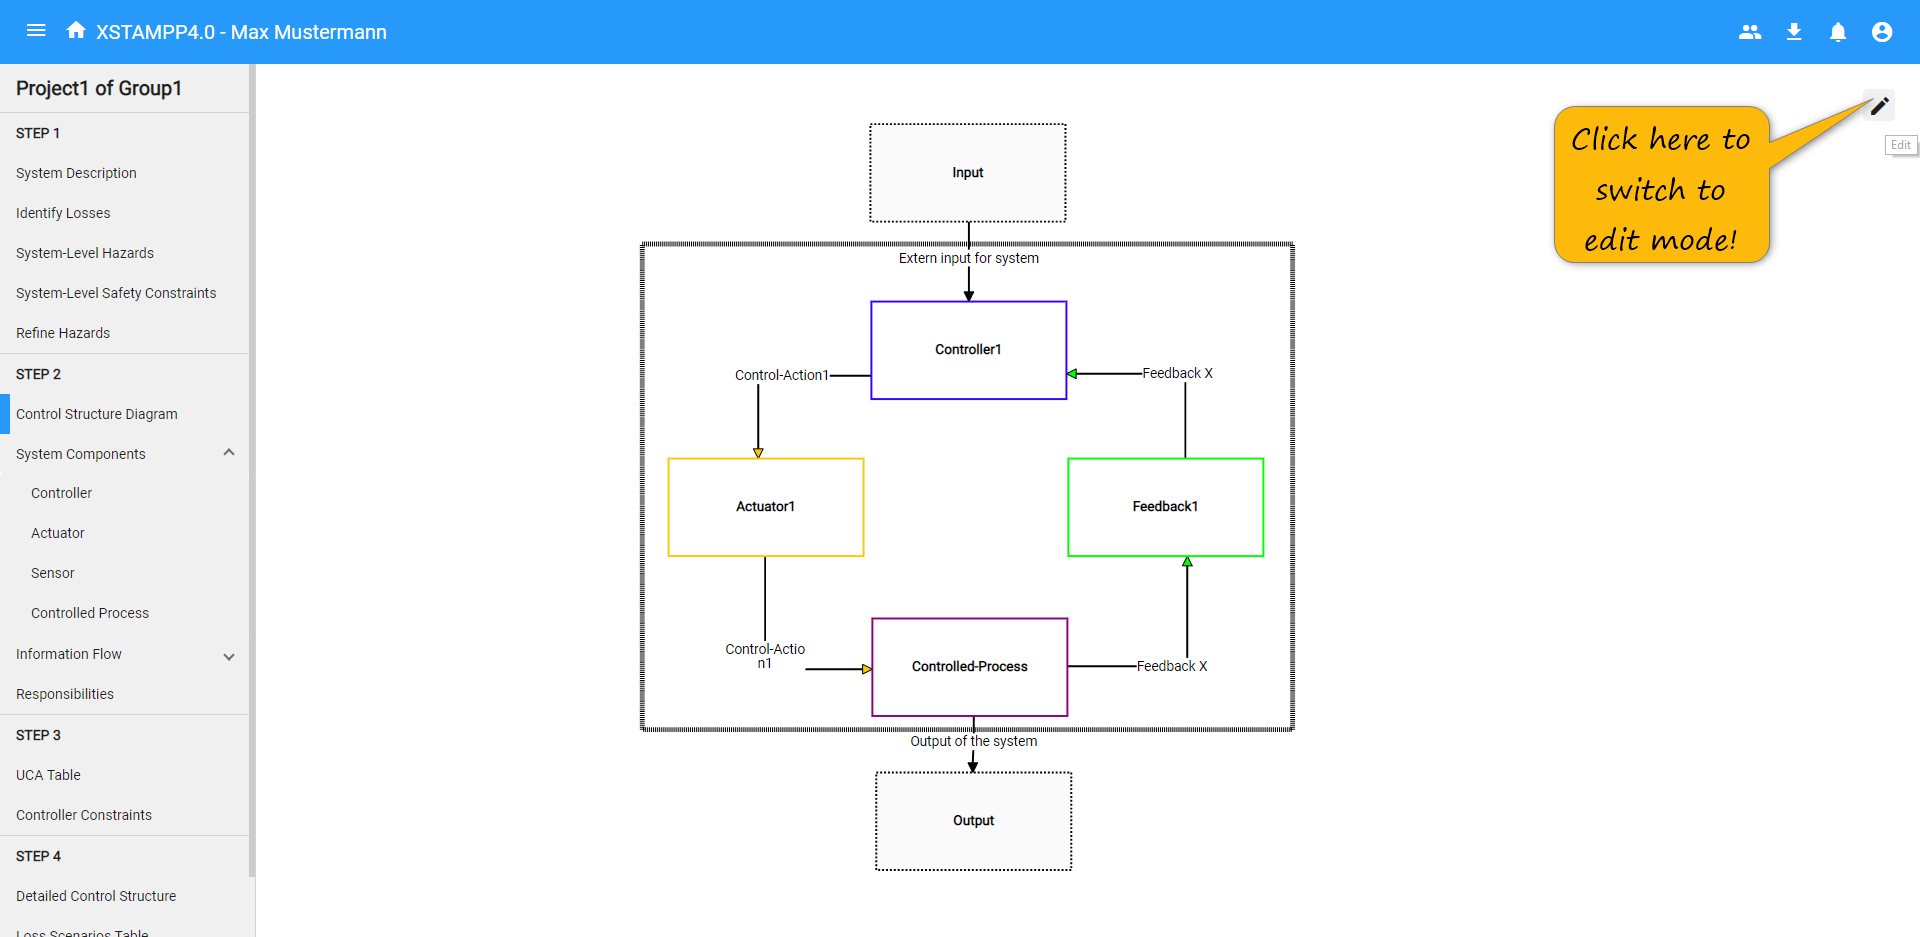 XSTAMPP4.0 - Max Mustermann
Project1 of Group1
STEP 1
System Description
Identify Losses
System-Level Hazards
System-Level Safety Constraints
Refine Hazards
STEP 2
Control Structure Diagram
System Components
Controller
Actuator
Sensor
Controlled Process
Information Flow
Responsibilities
STEP 3
UCA Table
Controller Constraints
STEP 4
Detailed Control Structure
Loss Scenarios Table
Input
Extern input for system
Controller1
Control-Action1
Feedback X
Actuator1
Feedback1
Control-Actio
n1
Controlled-Process
Feedback X
Output of the system
Output
Click here to
switch to
edit mode!
Edit